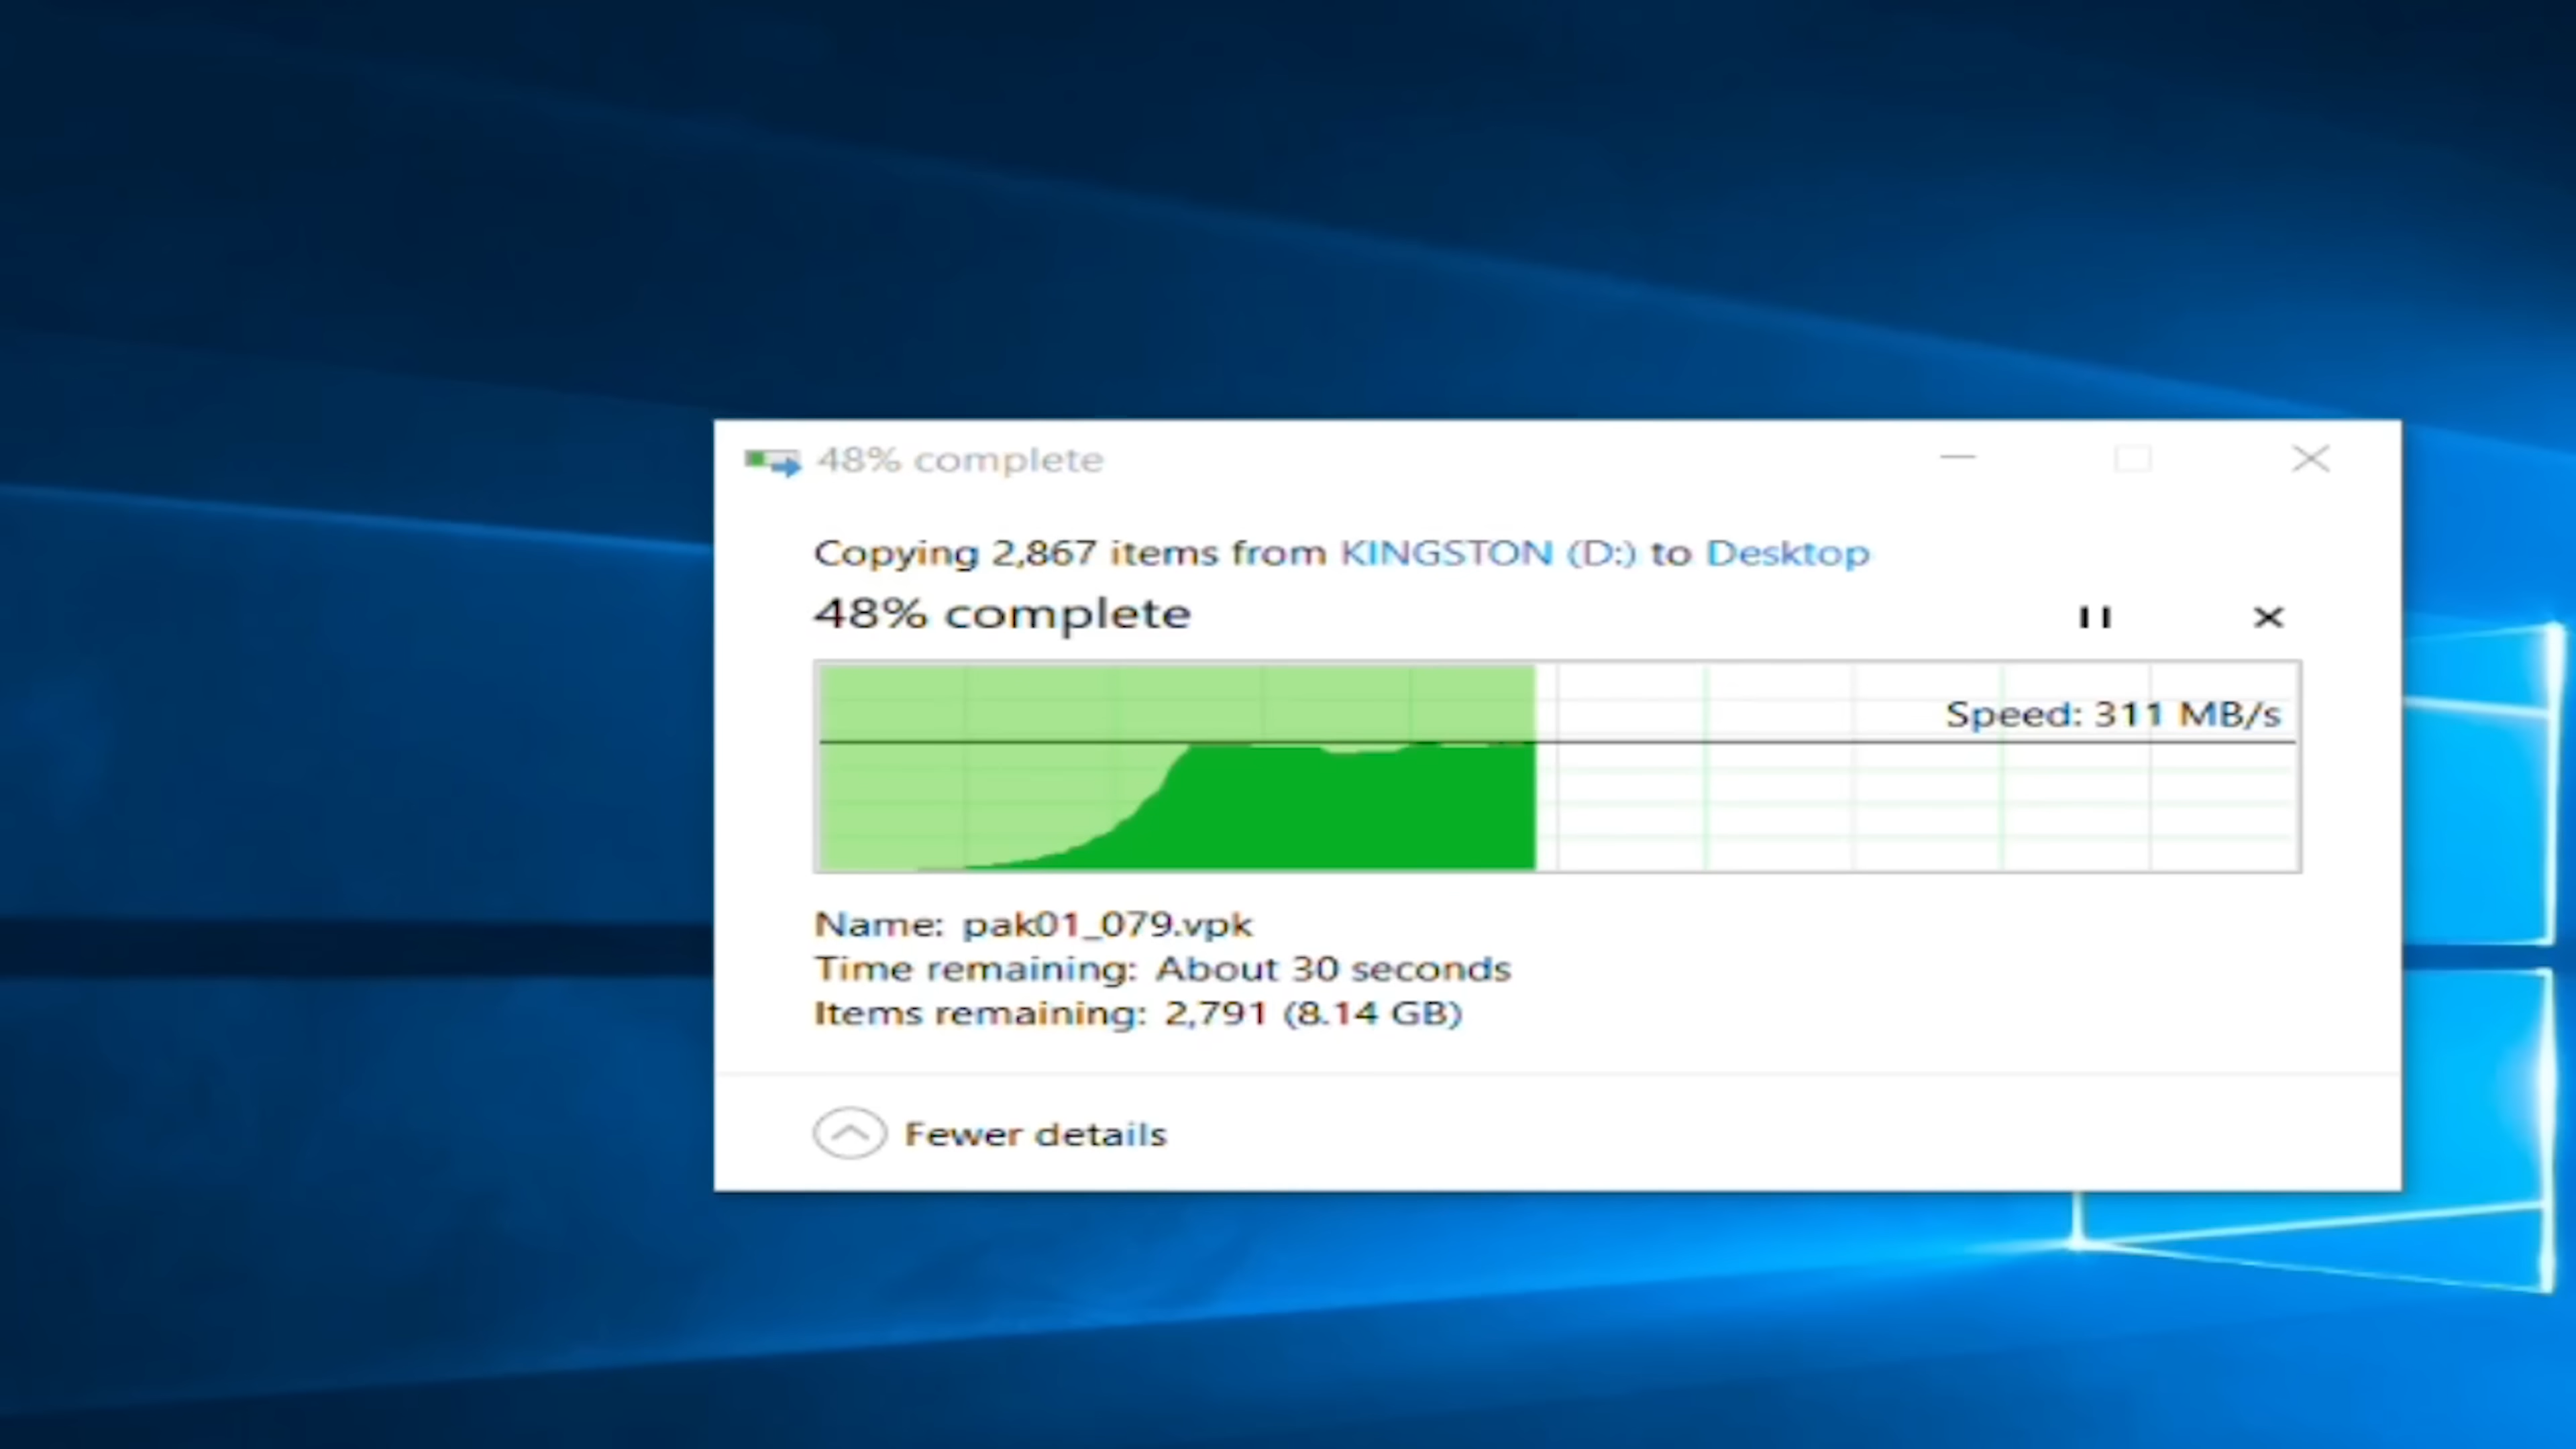 48% complete
Copying 2,867 items from KINGSTON (D:) to Desktop
48% complete
Speed: 311 MB/s
Name: pak01_079.vpk
Time remaining: About 30 seconds
Items remaining: 2,791 (8.14 GB)
Fewer details